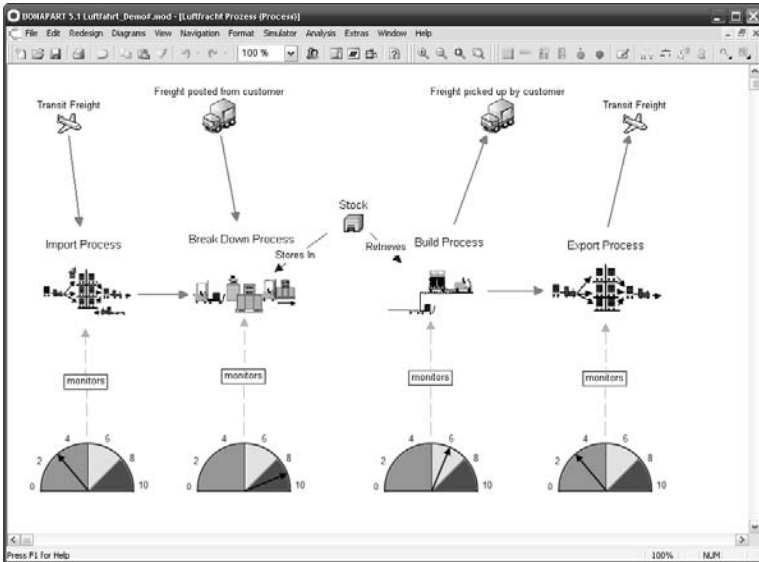 BONAPART 5.1 Luftfahrt_Demo#.mod - [Luftfracht Prozess (Process)]
File Edit Redesign Diagrams View Navigation Format Simulator Analysis Extras Window Help
100 %
Transit Freight
Freight posted from customer
Freight picked up by customer
Transit Freight
Stock
Import Process
Break Down Process
Stores In
Retrieves
Build Process
Export Process
monitors
monitors
monitors
monitors
0 2 4 6 8 10
0 2 4 6 8 10
0 2 4 6 8 10
0 2 4 6 8 10
Press F1 for Help
100% NUM